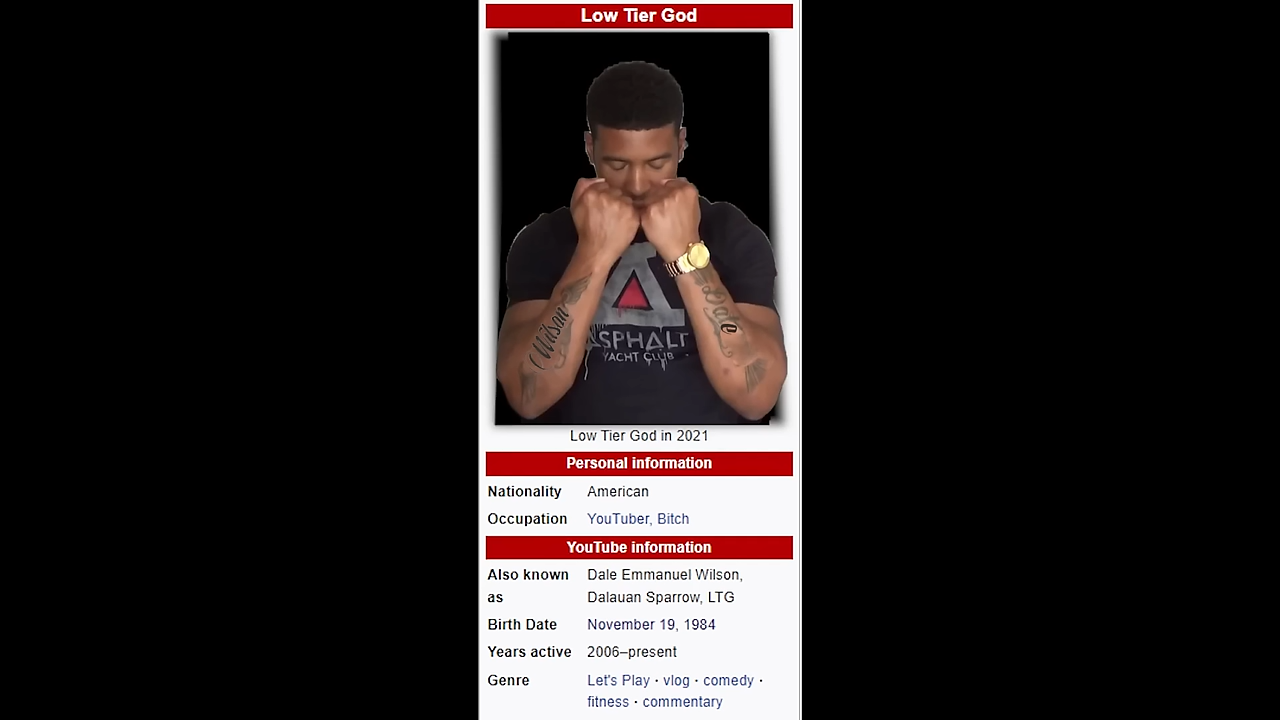 Low Tier God
Wilson
Dale
ASPHALT
YACHT CLUB
Low Tier God in 2021
Personal information
Nationality American
Occupation YouTuber, Bitch
YouTube information
Also known Dale Emmanuel Wilson,
as Dalauan Sparrow, LTG
Birth Date November 19, 1984
Years active 2006–present
Genre Let's Play · vlog · comedy ·
fitness · commentary